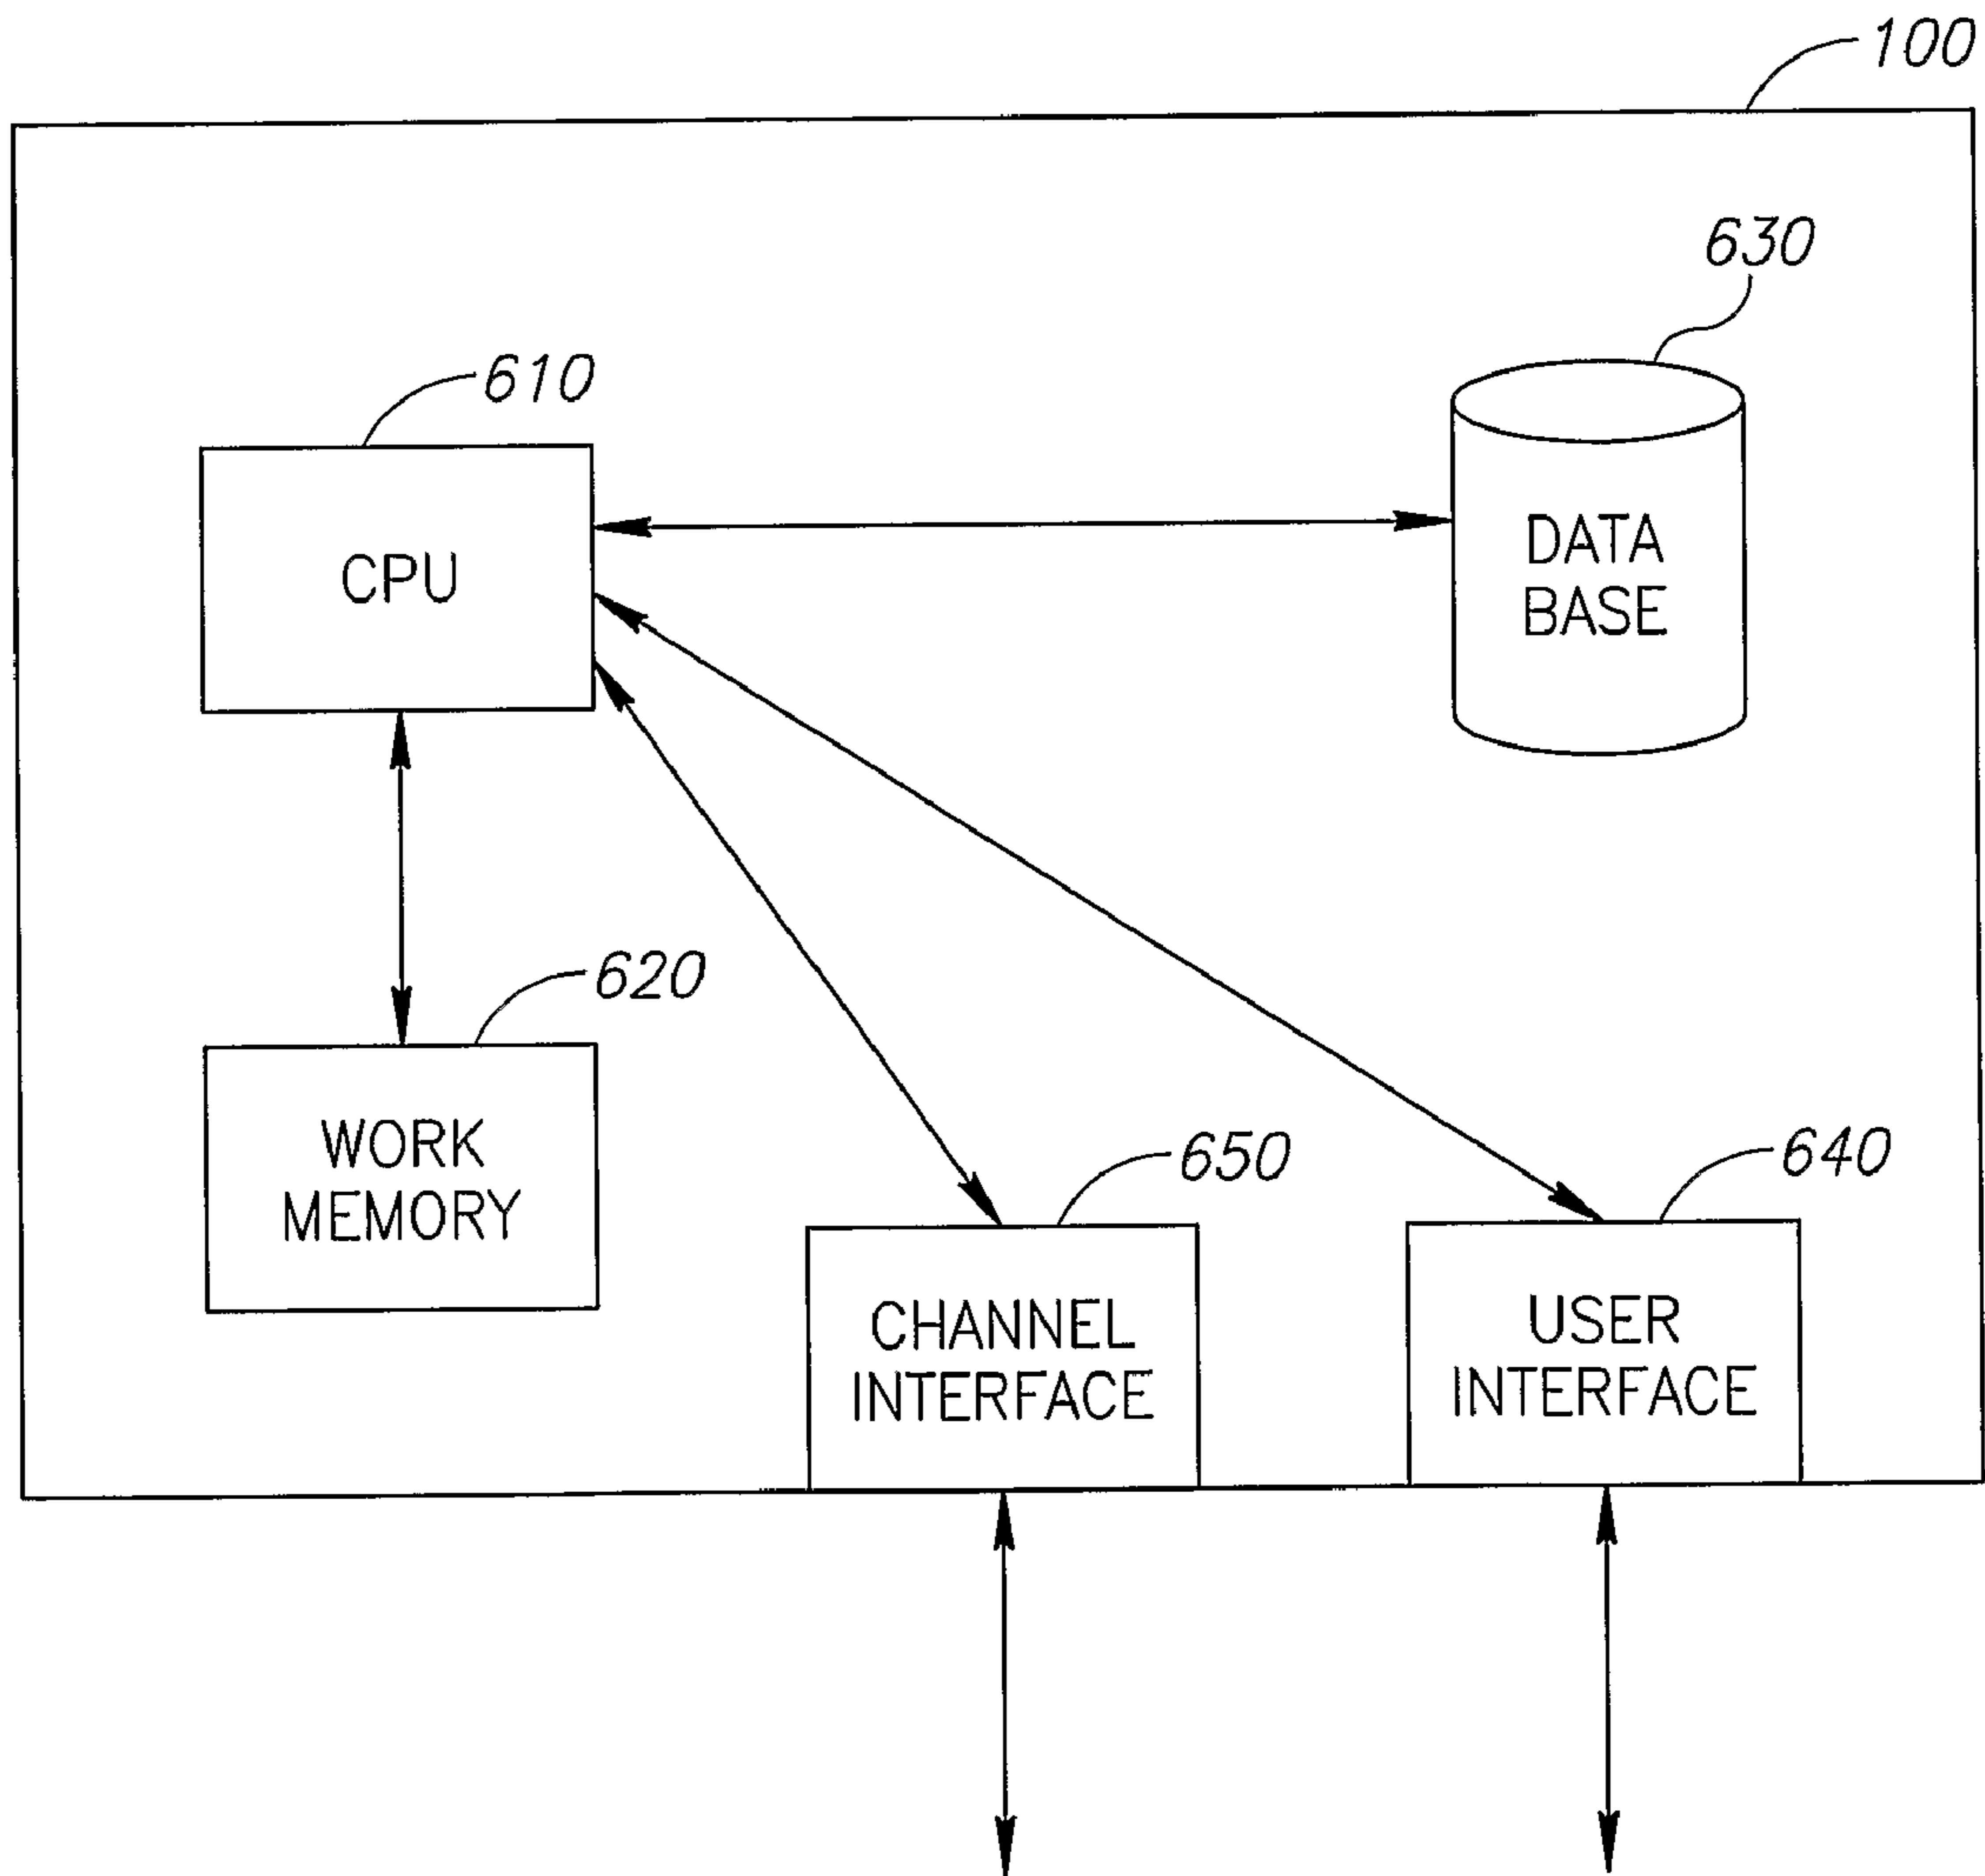 100
630
610
CPU
DATA
BASE
620
WORK
MEMORY
650
640
CHANNEL
INTERFACE
USER
INTERFACE